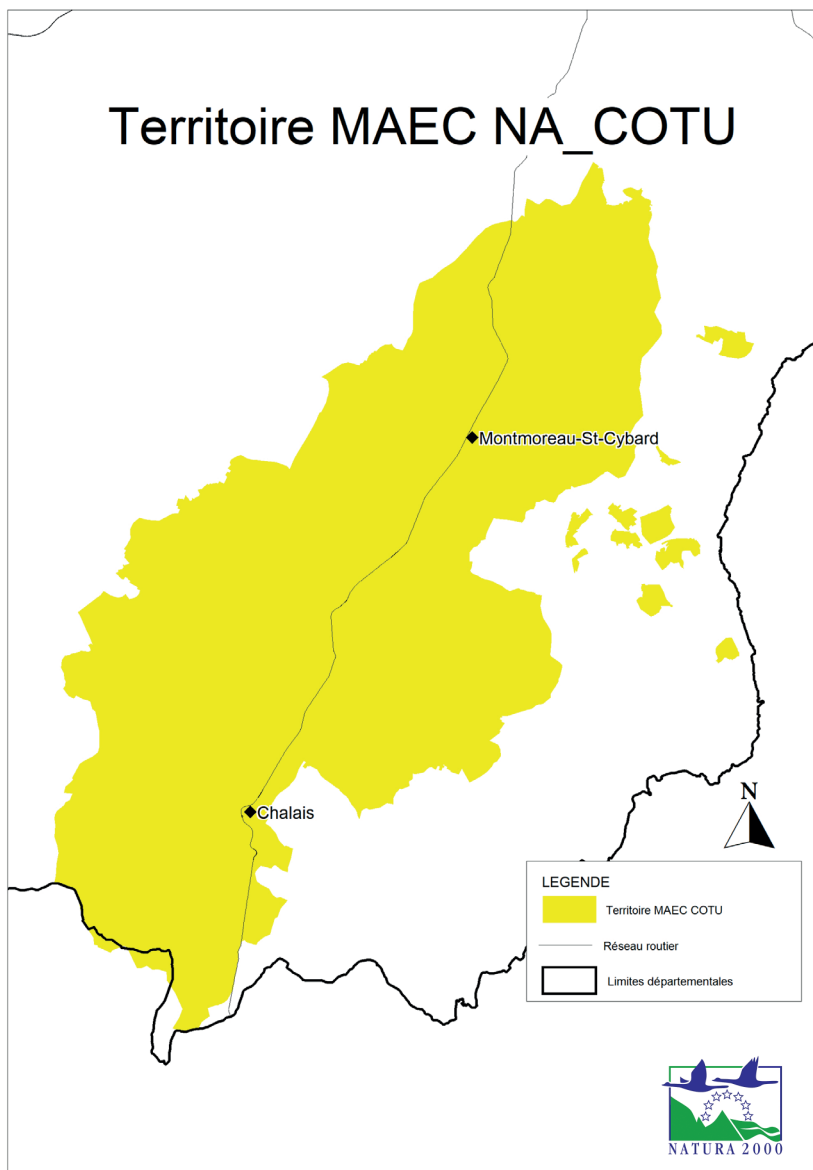 Territoire MAEC NA_COTU
Montmoreau-St-Cybard
Chalais
N
LEGENDE
Territoire MAEC COTU
Réseau routier
Limites départementales
NATURA 2000